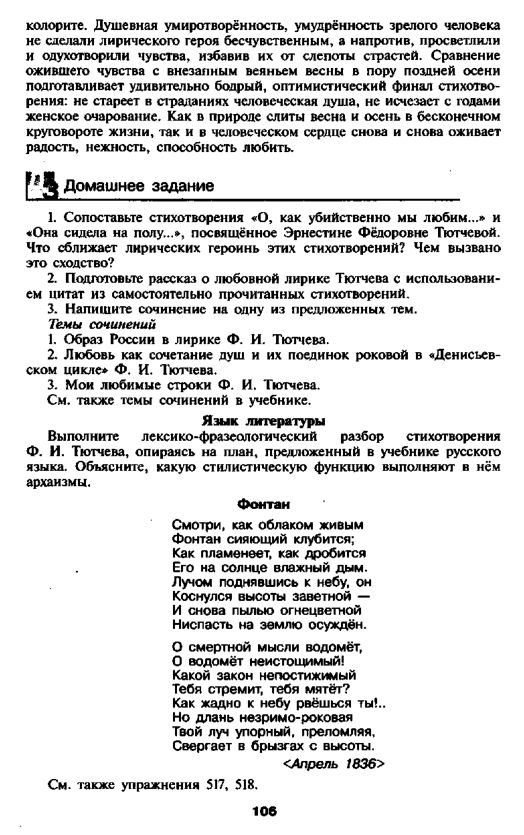 колорите. Душевная умиротворённость, умудрённость зрелого человека
не сделали лирического героя бесчувственным, а напротив, просветлили
и одухотворили чувства, избавив их от слепоты страстей. Сравнение
ожившего чувства с внезапным веяньем весны в пору поздней осени
подготавливает удивительно бодрый, оптимистический финал стихотво-
рения: не стареет в страданиях человеческая душа, не исчезает с годами
женское очарование. Как в природе слиты весна и осень в бесконечном
круговороте жизни, так и в человеческом сердце снова и снова оживает
радость, нежность, способность любить.
Домашнее задание
1. Сопоставьте стихотворения «О, как убийственно мы любим...» и
«Она сидела на полу...», посвящённое Эрнестине Фёдоровне Тютчевой.
Что сближает лирических героинь этих стихотворений? Чем вызвано
это сходство?
2. Подготовьте рассказ о любовной лирике Тютчева с использовани-
ем цитат из самостоятельно прочитанных стихотворений.
3. Напишите сочинение на одну из предложенных тем.
Темы сочинений
1. Образ России в лирике Ф. И. Тютчева.
2. Любовь как сочетание душ и их поединок роковой в «Денисьев-
ском цикле» Ф. И. Тютчева.
3. Мои любимые строки Ф. И. Тютчева.
См. также темы сочинений в учебнике.
Язык литературы
Выполните лексико-фразеологический разбор стихотворения
Ф. И. Тютчева, опираясь на план, предложенный в учебнике русского
языка. Объясните, какую стилистическую функцию выполняют в нём
архаизмы.
Фонтан
Смотри, как облаком живым
Фонтан сияющий клубится;
Как пламенеет, как дробится
Его на солнце влажный дым.
Лучом поднявшись к небу, он
Коснулся высоты заветной —
И снова пылью огнецветной
Ниспасть на землю осуждён.
О смертной мысли водомёт,
О водомёт неистощимый!
Какой закон непостижимый
Тебя стремит, тебя мятёт?
Как жадно к небу рвёшься ты!..
Но длань незримо-роковая
Твой луч упорный, преломляя,
Свергает в брызгах с высоты.
<Апрель 1836>
См. также упражнения 517, 518.
106